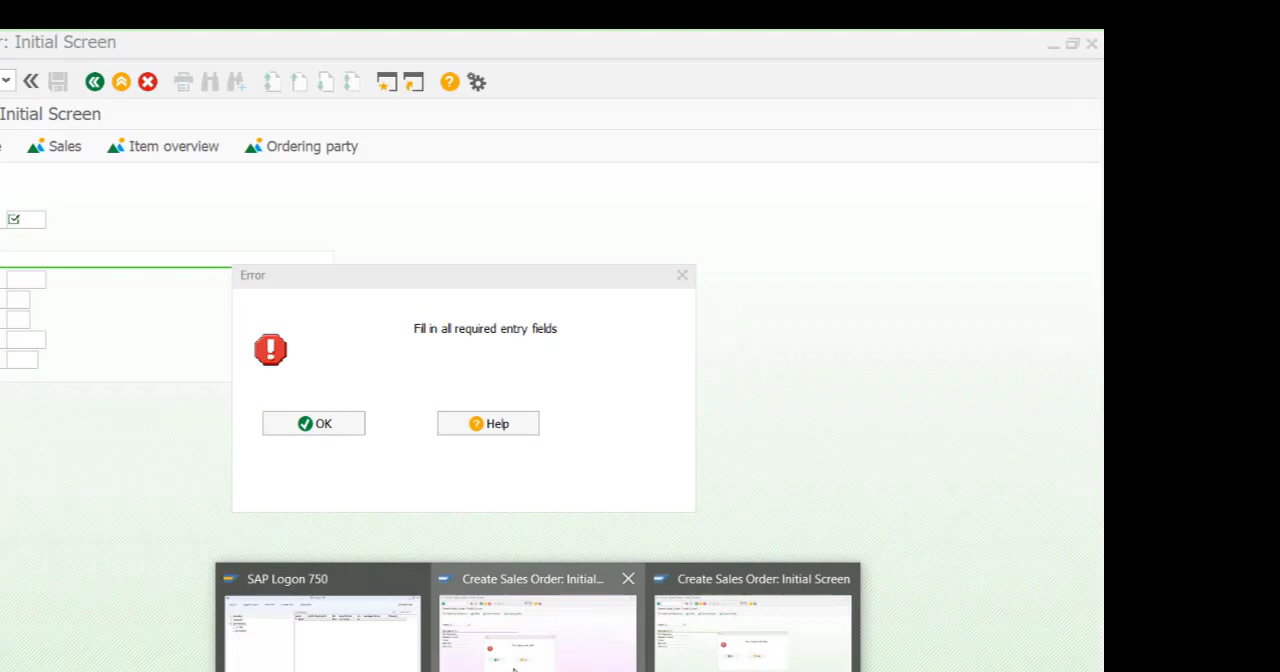 r: Initial Screen
Initial Screen
Sales
Item overview
Ordering party
Error
Fill in all required entry fields
OK
Help
SAP Logon 750
Create Sales Order: Initial...
Create Sales Order: Initial Screen